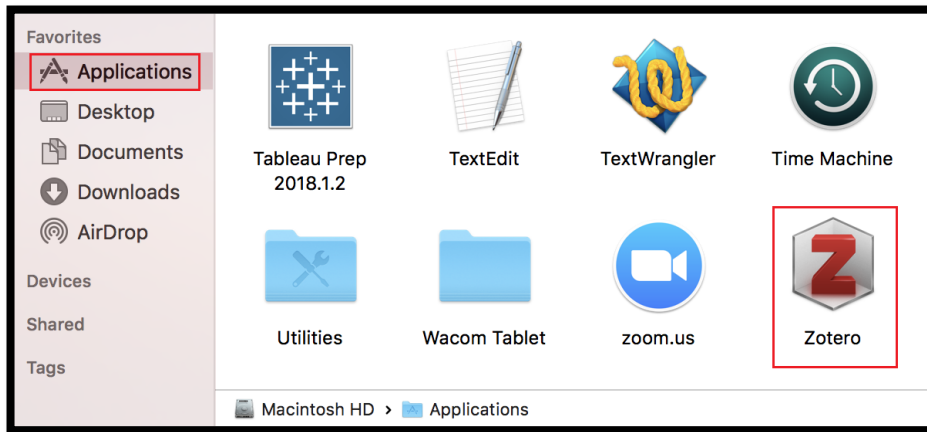 Favorites
Applications
Desktop
Documents
Downloads
AirDrop
Devices
Shared
Tags
Tableau Prep
2018.1.2
TextEdit
TextWrangler
Time Machine
Utilities
Wacom Tablet
zoom.us
Z
Zotero
Macintosh HD › Applications